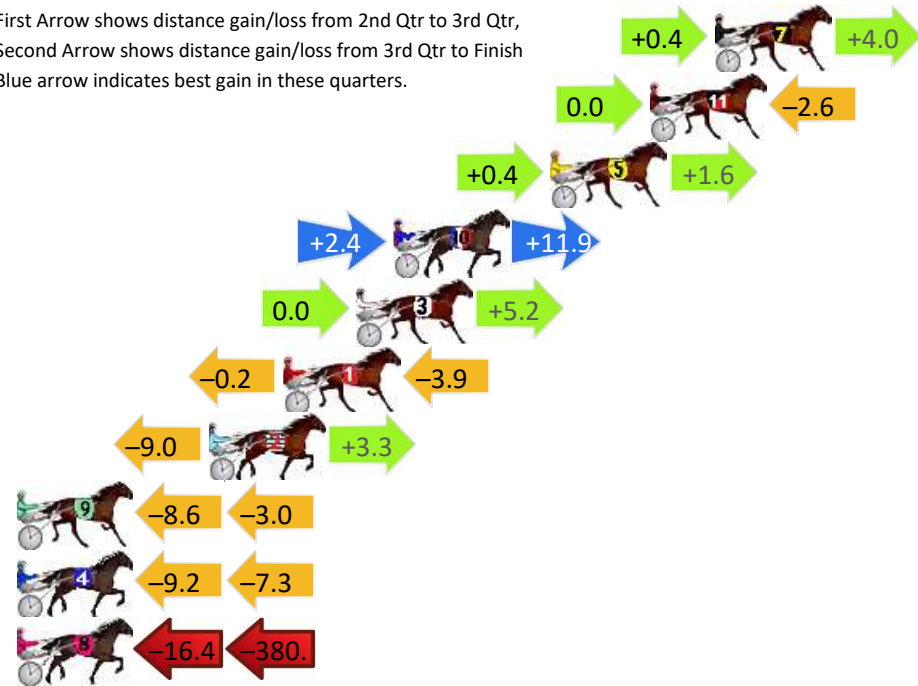 First Arrow shows distance gain/loss from 2nd Qtr to 3rd Qtr,
Second Arrow shows distance gain/loss from 3rd Qtr to Finish
Blue arrow indicates best gain in these quarters.
+0.4 7 +4.0
0.0 11 –2.6
+0.4 5 +1.6
+2.4 10 +11.9
0.0 3 +5.2
–0.2 1 –3.9
–9.0 2 +3.3
9 –8.6 –3.0
4 –9.2 –7.3
8 –16.4 –380.